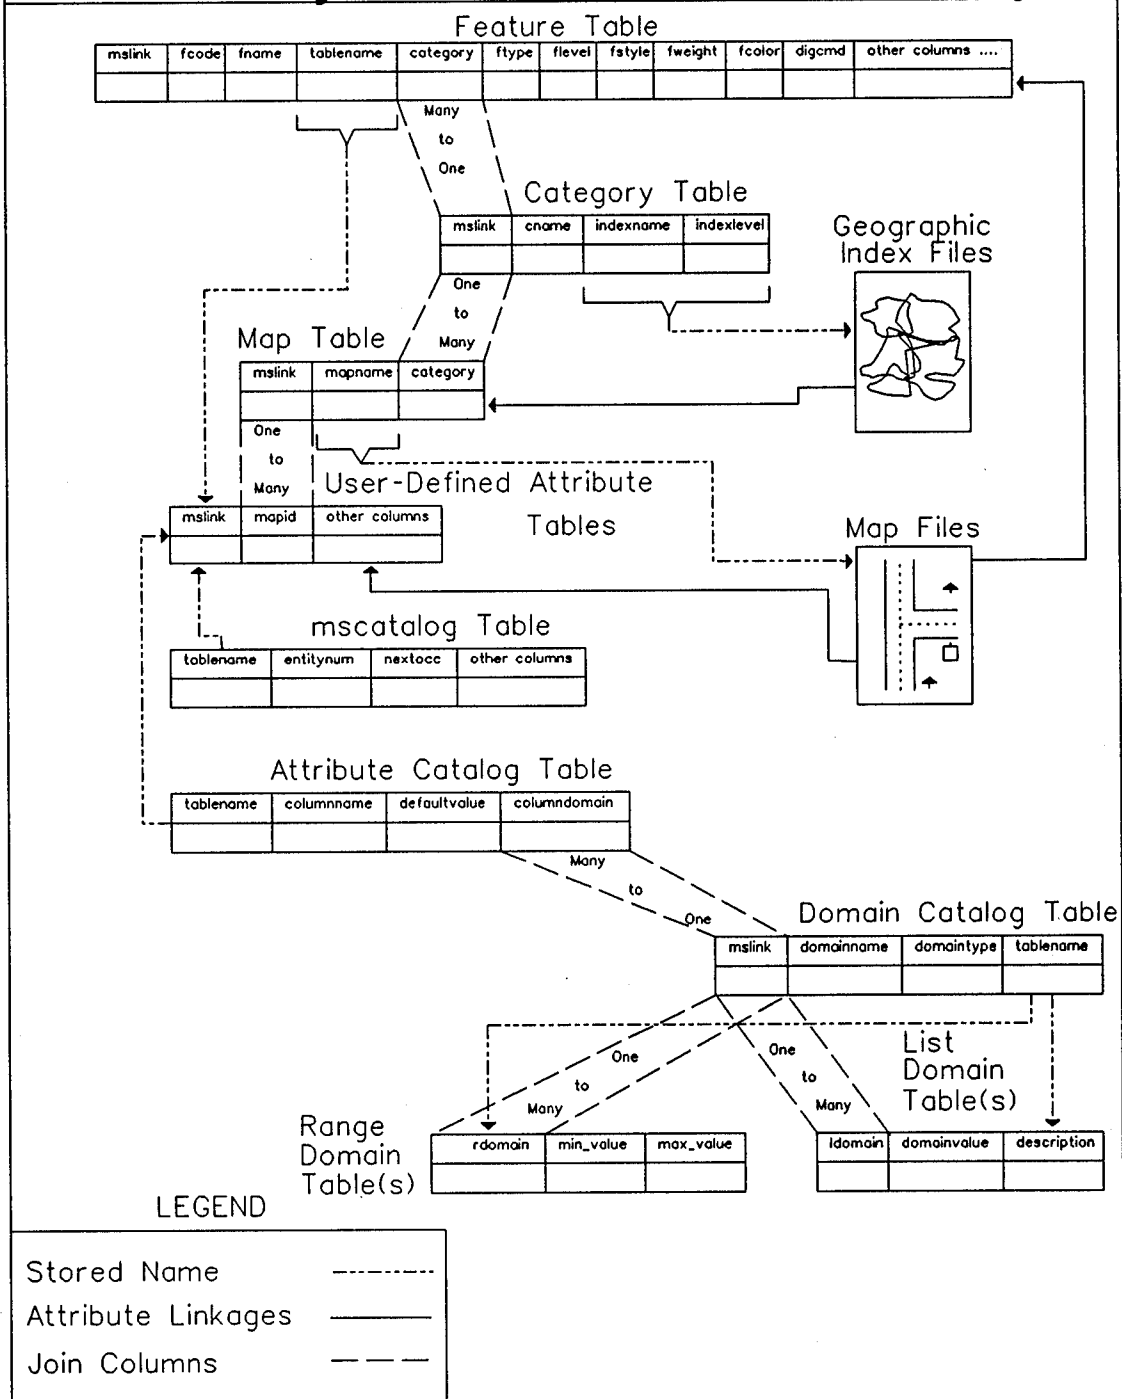 Feature Table
mslink fcode fname tablename category ftype flevel fstyle fweight fcolor digcmd other columns ....
Many
to
One
Category Table
mslink cname indexname indexlevel
Geographic
Index Files
One
to
Many
Map Table
mslink mapname category
One
to
Many
User-Defined Attribute
Tables
mslink mapid other columns
Map Files
mscatalog Table
tablename entitynum nextocc other columns
Attribute Catalog Table
tablename columnname defaultvalue columndomain
Many
to
One
Domain Catalog Table
mslink domainname domaintype tablename
One
to
Many
One
to
Many
List
Domain
Table(s)
Range
Domain
Table(s)
rdomain min_value max_value
ldomain domainvalue description
LEGEND
Stored Name
Attribute Linkages
Join Columns